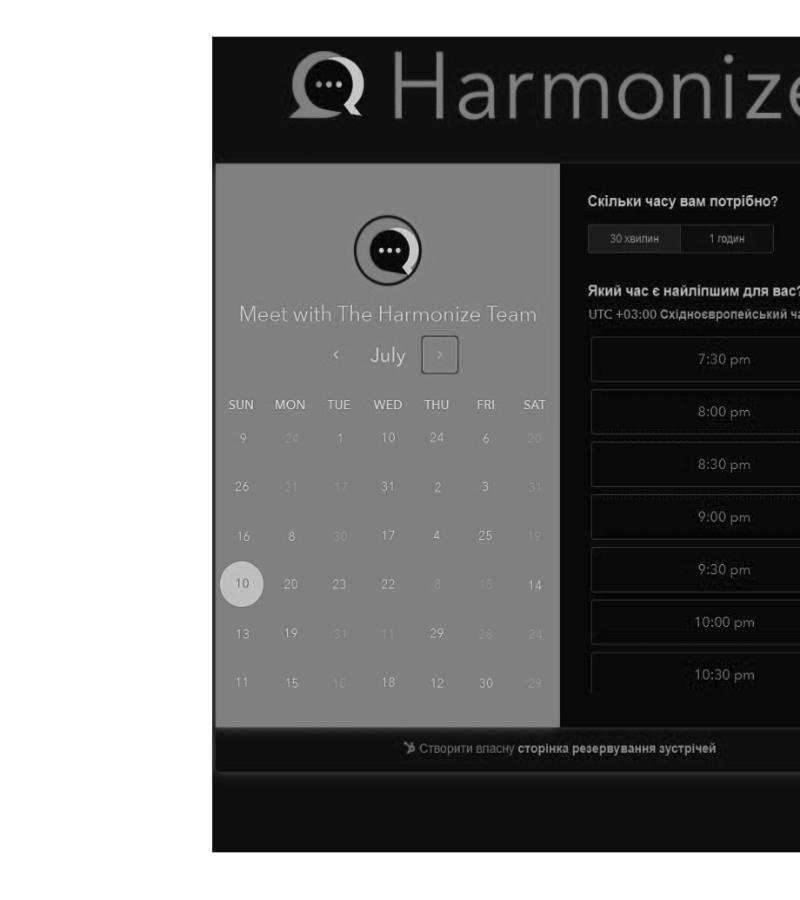 Harmonize
Meet with The Harmonize Team
July
SUN MON TUE WED THU FRI SAT
9 24 1 10 24 6 20
26 21 17 31 2 3 31
16 8 30 17 4 25 19
10 20 23 22 8 15 14
13 19 31 11 29 28 24
11 15 18 18 12 30 29
Скільки часу вам потрібно?
30 хвилин 1 годин
Який час є найліпшим для вас?
UTC +03:00 Східноєвропейський ча
7:30 pm
8:00 pm
8:30 pm
9:00 pm
9:30 pm
10:00 pm
10:30 pm
Створити власну сторінка резервування зустрічей